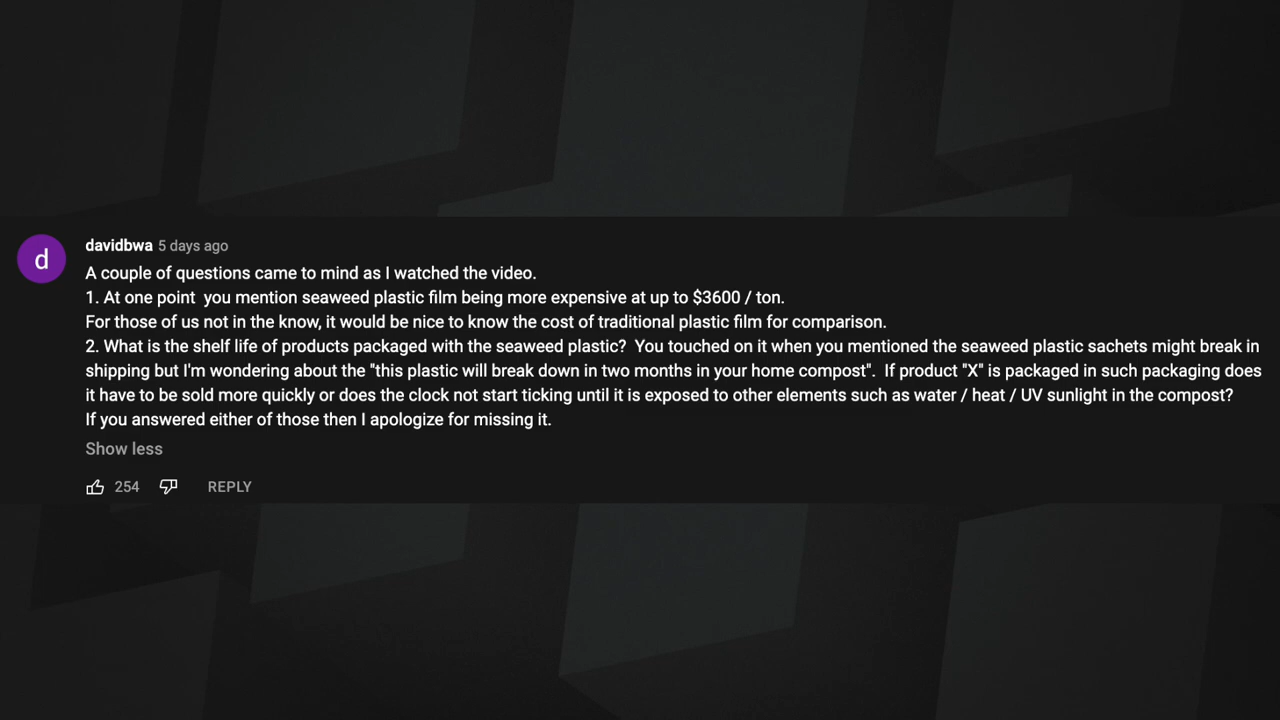 d
davidbwa 5 days ago
A couple of questions came to mind as I watched the video.
1. At one point  you mention seaweed plastic film being more expensive at up to $3600 / ton.
For those of us not in the know, it would be nice to know the cost of traditional plastic film for comparison.
2. What is the shelf life of products packaged with the seaweed plastic?  You touched on it when you mentioned the seaweed plastic sachets might break in
shipping but I'm wondering about the "this plastic will break down in two months in your home compost".  If product "X" is packaged in such packaging does
it have to be sold more quickly or does the clock not start ticking until it is exposed to other elements such as water / heat / UV sunlight in the compost?
If you answered either of those then I apologize for missing it.
Show less
254 REPLY